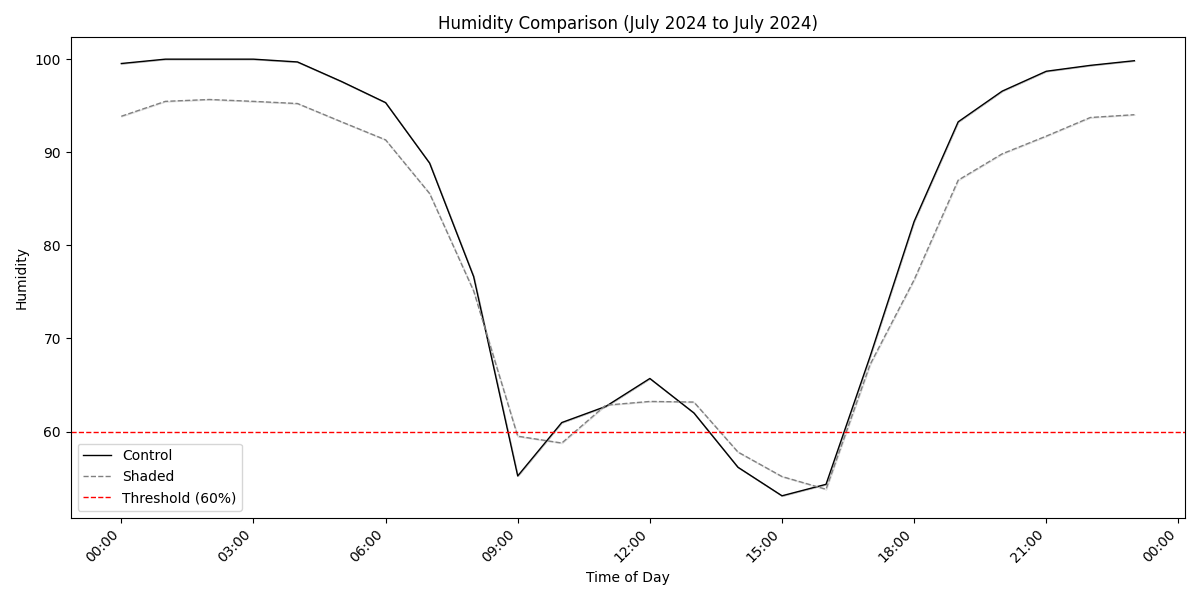 Humidity Comparison (July 2024 to July 2024)
100
90
80
70
60
Humidity
Control
Shaded
Threshold (60%)
00:00
03:00
06:00
09:00
12:00
15:00
18:00
21:00
00:00
Time of Day